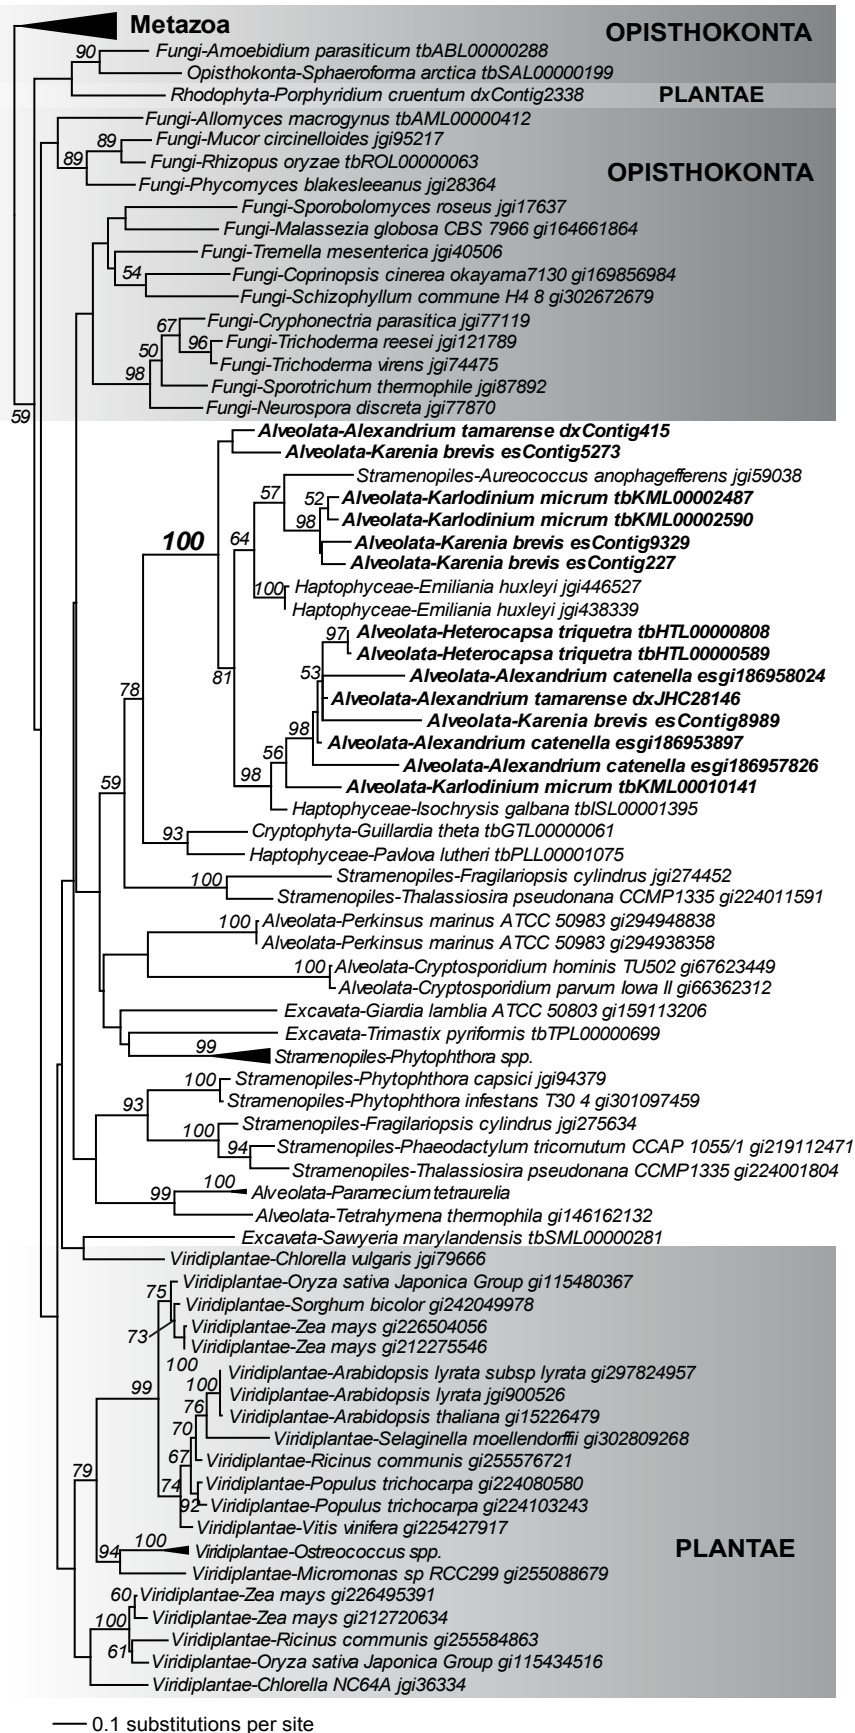 Metazoa
OPISTHOKONTA
90
Fungi-Amoebidium parasiticum tbABL00000288
Opisthokonta-Sphaeroforma arctica tbSAL00000199
Rhodophyta-Porphyridium cruentum dxContig2338
PLANTAE
Fungi-Allomyces macrogynus tbAML00000412
89
Fungi-Mucor circinelloides jgi95217
89
Fungi-Rhizopus oryzae tbROL00000063
OPISTHOKONTA
Fungi-Phycomyces blakesleeanus jgi28364
Fungi-Sporobolomyces roseus jgi17637
Fungi-Malassezia globosa CBS 7966 gi164661864
Fungi-Tremella mesenterica jgi40506
54
Fungi-Coprinopsis cinerea okayama7130 gi169856984
Fungi-Schizophyllum commune H4 8 gi302672679
67
Fungi-Cryphonectria parasitica jgi77119
96
Fungi-Trichoderma reesei jgi121789
50
Fungi-Trichoderma virens jgi74475
98
Fungi-Sporotrichum thermophile jgi87892
Fungi-Neurospora discreta jgi77870
59
Alveolata-Alexandrium tamarense dxContig415
Alveolata-Karenia brevis esContig5273
Stramenopiles-Aureococcus anophagefferens jgi59038
57
52
Alveolata-Karlodinium micrum tbKML00002487
98
Alveolata-Karlodinium micrum tbKML00002590
100
64
Alveolata-Karenia brevis esContig9329
Alveolata-Karenia brevis esContig227
100
Haptophyceae-Emiliania huxleyi jgi446527
Haptophyceae-Emiliania huxleyi jgi438339
97
Alveolata-Heterocapsa triquetra tbHTL00000808
Alveolata-Heterocapsa triquetra tbHTL00000589
53
81
Alveolata-Alexandrium catenella esgi186958024
78
Alveolata-Alexandrium tamarense dxJHC28146
Alveolata-Karenia brevis esContig8989
98
Alveolata-Alexandrium catenella esgi186953897
56
Alveolata-Alexandrium catenella esgi186957826
59
98
Alveolata-Karlodinium micrum tbKML00010141
Haptophyceae-Isochrysis galbana tbISL00001395
93
Cryptophyta-Guillardia theta tbGTL00000061
Haptophyceae-Pavlova lutheri tbPLL00001075
100
Stramenopiles-Fragilariopsis cylindrus jgi274452
Stramenopiles-Thalassiosira pseudonana CCMP1335 gi224011591
100
Alveolata-Perkinsus marinus ATCC 50983 gi294948838
Alveolata-Perkinsus marinus ATCC 50983 gi294938358
100
Alveolata-Cryptosporidium hominis TU502 gi67623449
Alveolata-Cryptosporidium parvum Iowa II gi66362312
Excavata-Giardia lamblia ATCC 50803 gi159113206
Excavata-Trimastix pyriformis tbTPL00000699
99
Stramenopiles-Phytophthora spp.
100
Stramenopiles-Phytophthora capsici jgi94379
93
Stramenopiles-Phytophthora infestans T30 4 gi301097459
100
Stramenopiles-Fragilariopsis cylindrus jgi275634
94
Stramenopiles-Phaeodactylum tricornutum CCAP 1055/1 gi219112471
Stramenopiles-Thalassiosira pseudonana CCMP1335 gi224001804
100
99
Alveolata-Paramecium tetraurelia
Alveolata-Tetrahymena thermophila gi146162132
Excavata-Sawyeria marylandensis tbSML00000281
Viridiplantae-Chlorella vulgaris jgi79666
75
Viridiplantae-Oryza sativa Japonica Group gi115480367
Viridiplantae-Sorghum bicolor gi242049978
73
Viridiplantae-Zea mays gi226504056
Viridiplantae-Zea mays gi212275546
100
Viridiplantae-Arabidopsis lyrata subsp lyrata gi297824957
99
100
Viridiplantae-Arabidopsis lyrata jgi900526
76
Viridiplantae-Arabidopsis thaliana gi15226479
70
Viridiplantae-Selaginella moellendorffii gi302809268
67
Viridiplantae-Ricinus communis gi255576721
79
74
Viridiplantae-Populus trichocarpa gi224080580
92
Viridiplantae-Populus trichocarpa gi224103243
Viridiplantae-Vitis vinifera gi225427917
100
94
Viridiplantae-Ostreococcus spp.
PLANTAE
Viridiplantae-Micromonas sp RCC299 gi255088679
60
Viridiplantae-Zea mays gi226495391
100
Viridiplantae-Zea mays gi212720634
61
Viridiplantae-Ricinus communis gi255584863
Viridiplantae-Oryza sativa Japonica Group gi115434516
Viridiplantae-Chlorella NC64A jgi36334
0.1 substitutions per site